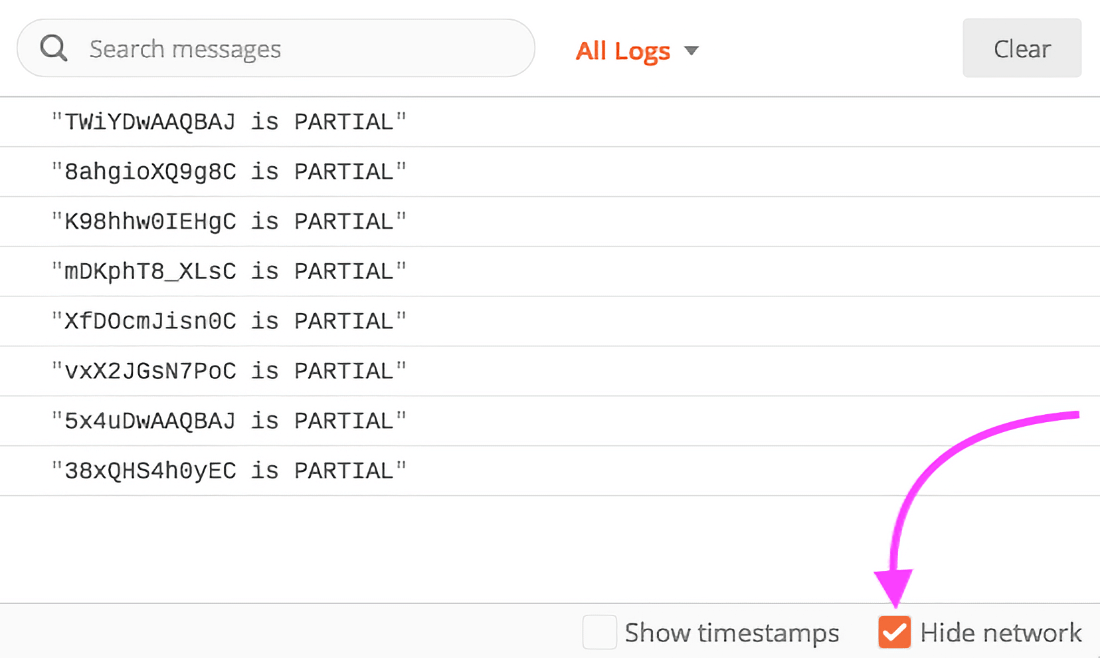 Search messages
All Logs
Clear
"TWiYDwAAQBAJ is PARTIAL"
"8ahgioXQ9g8C is PARTIAL"
"K98hhw0IEHgC is PARTIAL"
"mDKphT8_XLsC is PARTIAL"
"XfDOcmJisn0C is PARTIAL"
"vxX2JGsN7PoC is PARTIAL"
"5x4uDwAAQBAJ is PARTIAL"
"38xQHS4h0yEC is PARTIAL"
Show timestamps
Hide network